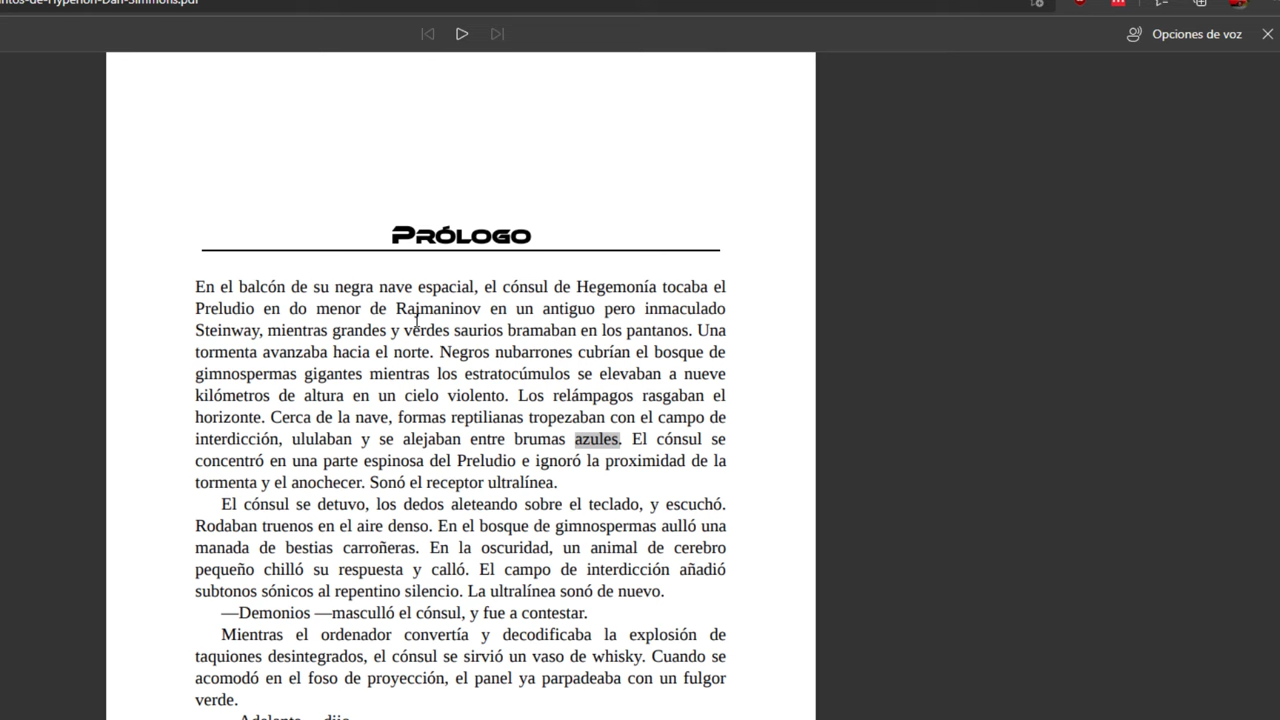 ntos-de-Hyperion-Dan-Simmons.pdf
Opciones de voz
PRÓLOGO
En el balcón de su negra nave espacial, el cónsul de Hegemonía tocaba el
Preludio en do menor de Rajmaninov en un antiguo pero inmaculado
Steinway, mientras grandes y verdes saurios bramaban en los pantanos. Una
tormenta avanzaba hacia el norte. Negros nubarrones cubrían el bosque de
gimnospermas gigantes mientras los estratocúmulos se elevaban a nueve
kilómetros de altura en un cielo violento. Los relámpagos rasgaban el
horizonte. Cerca de la nave, formas reptilianas tropezaban con el campo de
interdicción, ululaban y se alejaban entre brumas azules. El cónsul se
concentró en una parte espinosa del Preludio e ignoró la proximidad de la
tormenta y el anochecer. Sonó el receptor ultralínea.
El cónsul se detuvo, los dedos aleteando sobre el teclado, y escuchó.
Rodaban truenos en el aire denso. En el bosque de gimnospermas aulló una
manada de bestias carroñeras. En la oscuridad, un animal de cerebro
pequeño chilló su respuesta y calló. El campo de interdicción añadió
subtonos sónicos al repentino silencio. La ultralínea sonó de nuevo.
—Demonios —masculló el cónsul, y fue a contestar.
Mientras el ordenador convertía y decodificaba la explosión de
taquiones desintegrados, el cónsul se sirvió un vaso de whisky. Cuando se
acomodó en el foso de proyección, el panel ya parpadeaba con un fulgor
verde.
—Adelante —dijo